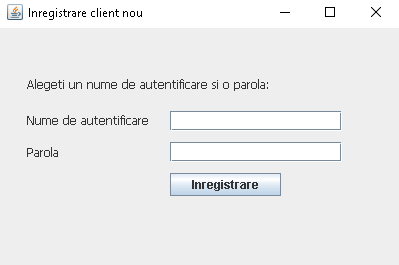 Inregistrare client nou
Alegeti un nume de autentificare si o parola:
Nume de autentificare
Parola
Inregistrare